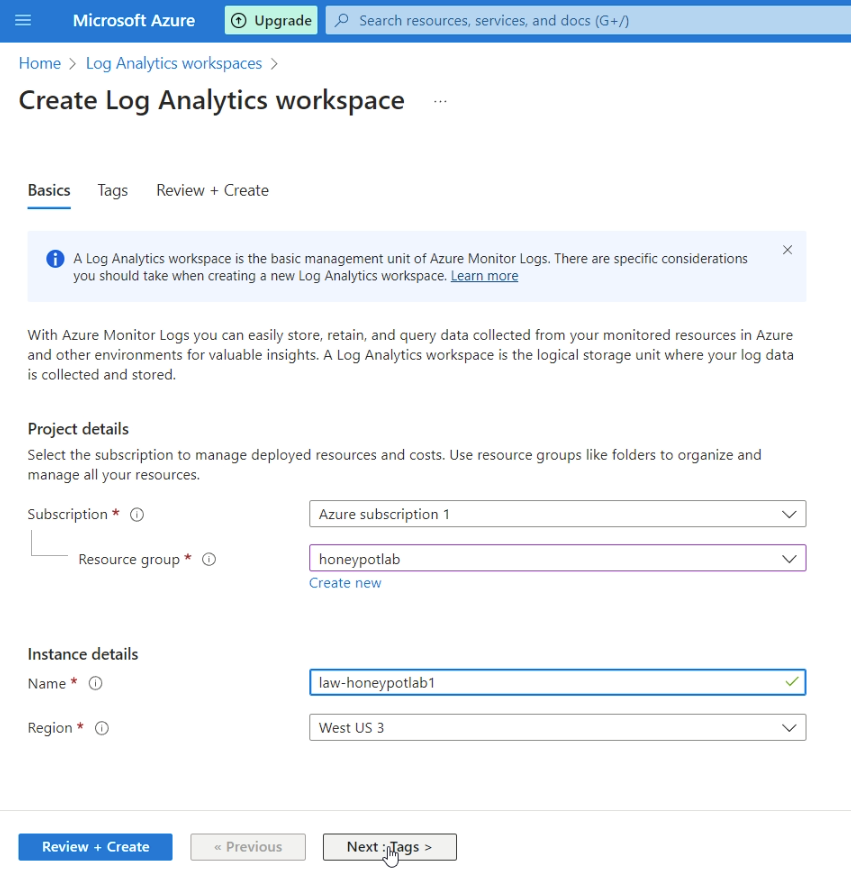 Microsoft Azure
Upgrade
Search resources, services, and docs (G+/)
Home > Log Analytics workspaces >
Create Log Analytics workspace ...
Basics Tags Review + Create
A Log Analytics workspace is the basic management unit of Azure Monitor Logs. There are specific considerations
you should take when creating a new Log Analytics workspace. Learn more
With Azure Monitor Logs you can easily store, retain, and query data collected from your monitored resources in Azure
and other environments for valuable insights. A Log Analytics workspace is the logical storage unit where your log data
is collected and stored.
Project details
Select the subscription to manage deployed resources and costs. Use resource groups like folders to organize and
manage all your resources.
Subscription * Azure subscription 1
Resource group * honeypotlab
Create new
Instance details
Name * law-honeypotlab1
Region * West US 3
Review + Create « Previous Next : Tags >